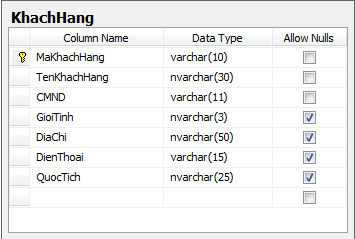 KhachHang
Column Name Data Type Allow Nulls
MaKhachHang varchar(10)
TenKhachHang nvarchar(30)
CMND varchar(11)
GioiTinh nvarchar(3)
DiaChi nvarchar(50)
DienThoai varchar(15)
QuocTich nvarchar(25)